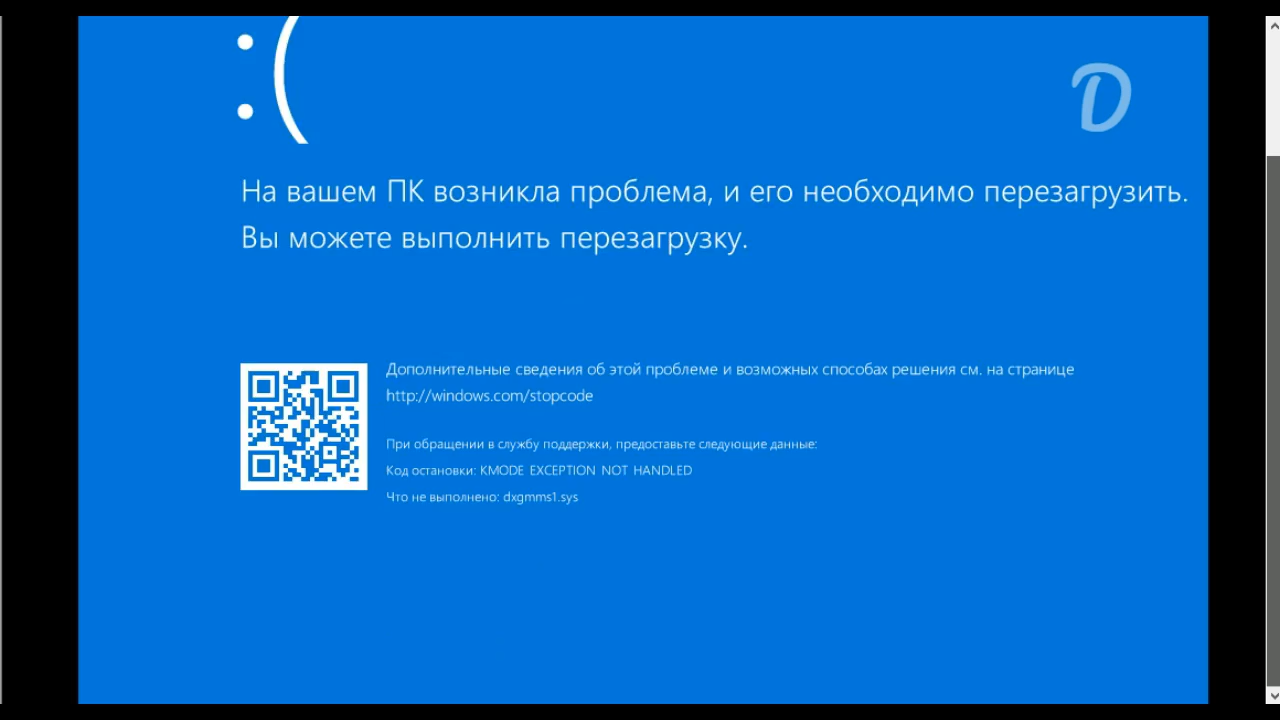 :(
D
На вашем ПК возникла проблема, и его необходимо перезагрузить.
Вы можете выполнить перезагрузку.
Дополнительные сведения об этой проблеме и возможных способах решения см. на странице
http://windows.com/stopcode
При обращении в службу поддержки, предоставьте следующие данные:
Код остановки: KMODE EXCEPTION NOT HANDLED
Что не выполнено: dxgmms1.sys